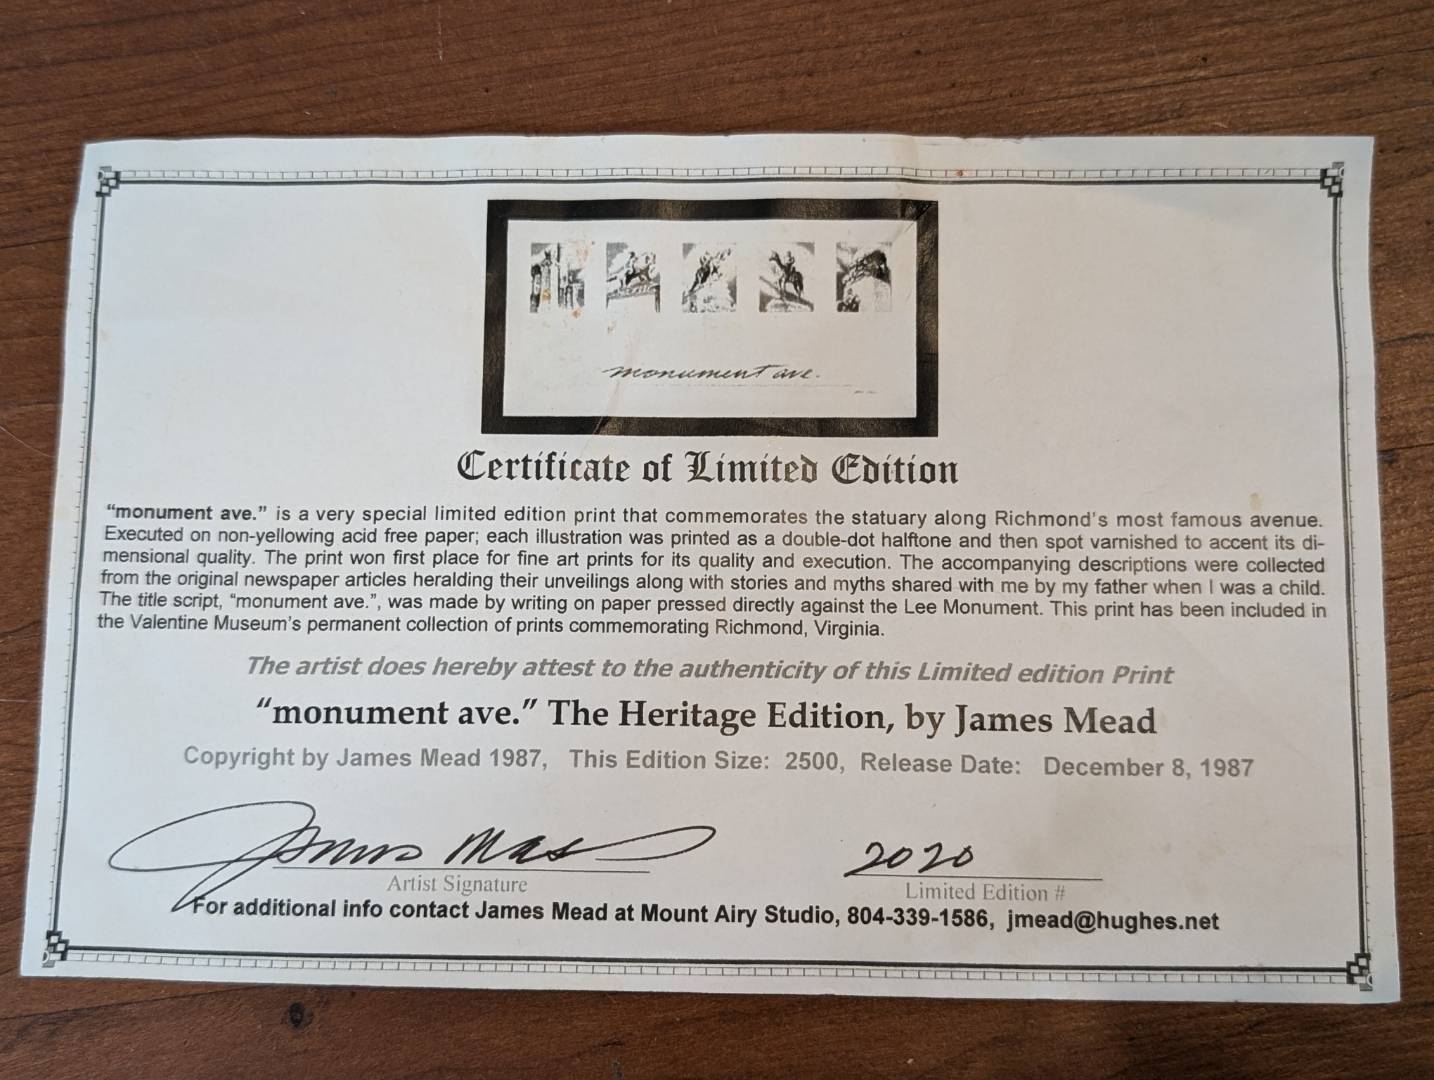 monument ave.
Certificate of Limited Edition
“monument ave.” is a very special limited edition print that commemorates the statuary along Richmond's most famous avenue.
Executed on non-yellowing acid free paper; each illustration was printed as a double-dot halftone and then spot varnished to accent its di-
mensional quality. The print won first place for fine art prints for its quality and execution. The accompanying descriptions were collected
from the original newspaper articles heralding their unveilings along with stories and myths shared with me by my father when I was a child.
The title script, “monument ave.”, was made by writing on paper pressed directly against the Lee Monument. This print has been included in
the Valentine Museum's permanent collection of prints commemorating Richmond, Virginia.
The artist does hereby attest to the authenticity of this Limited edition Print
“monument ave.” The Heritage Edition, by James Mead
Copyright by James Mead 1987, This Edition Size: 2500, Release Date: December 8, 1987
James Mead 2020
Artist Signature Limited Edition #
For additional info contact James Mead at Mount Airy Studio, 804-339-1586, jmead@hughes.net